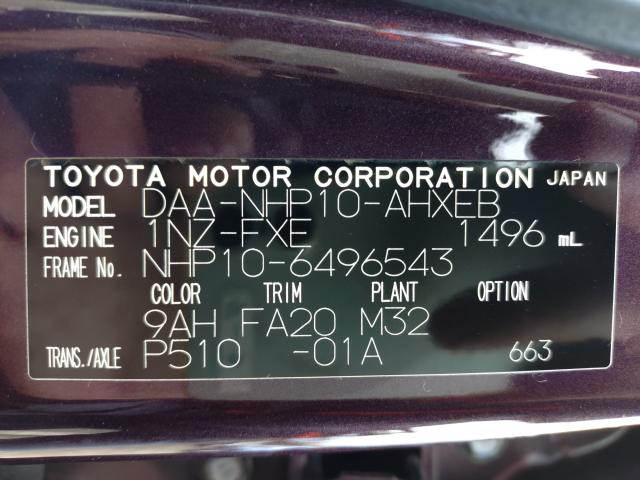 TOYOTA MOTOR CORPORATION JAPAN
MODEL DAA-NHP10-AHXEB
ENGINE 1NZ-FXE 1496 mL
FRAME No. NHP10-6496543
COLOR TRIM PLANT OPTION
9AH FA20 M32
TRANS./AXLE P510 -01A 663